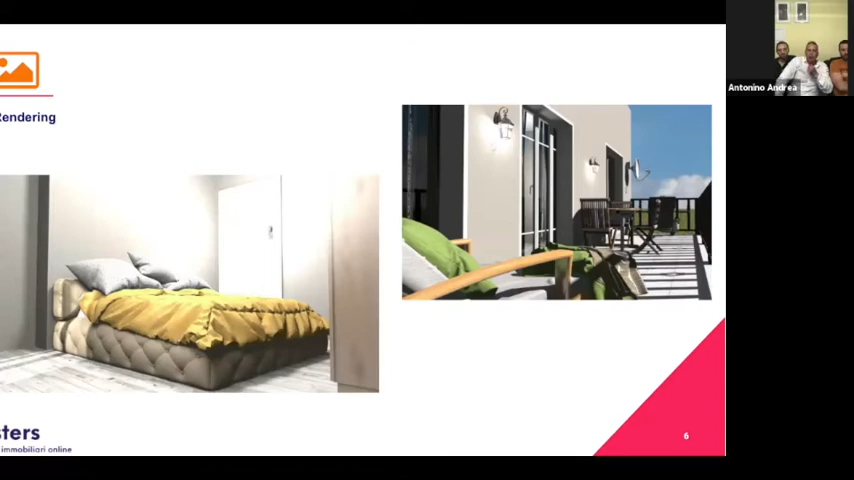 Rendering
Antonino Andrea
sters
immobiliari online
6